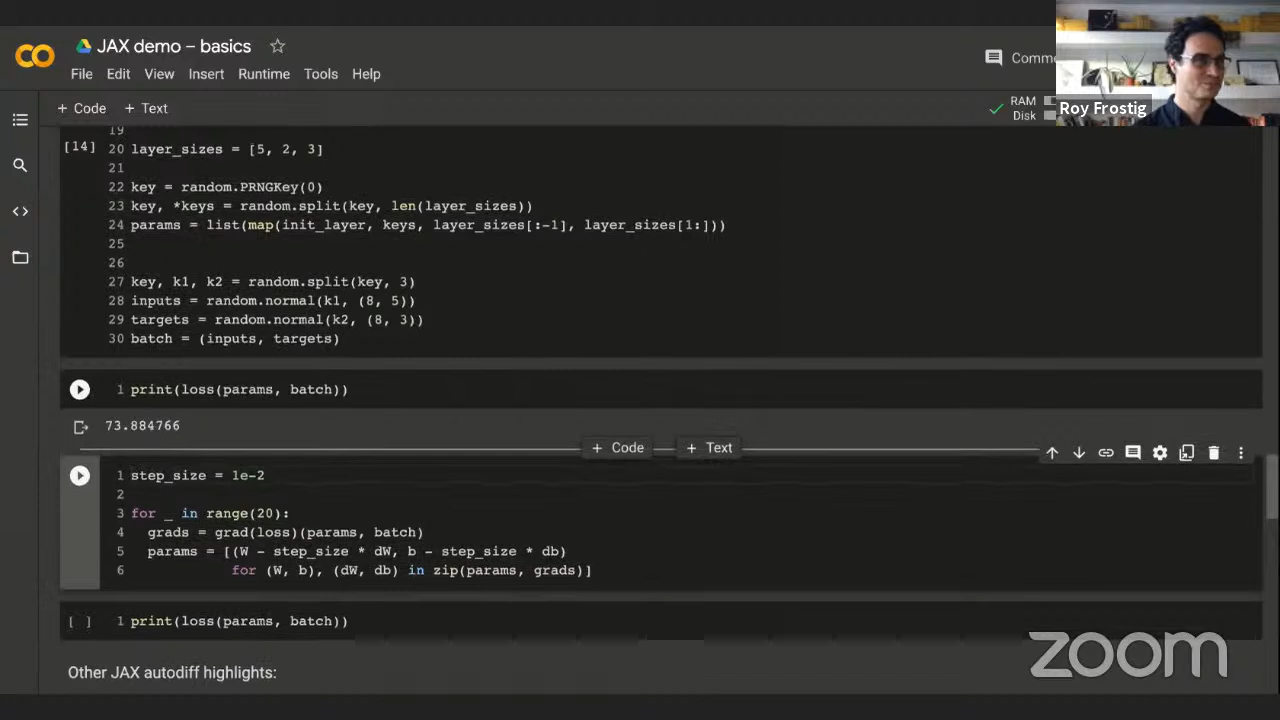 JAX demo – basics
File Edit View Insert Runtime Tools Help
Comme
+ Code + Text
RAM
Disk
Roy Frostig
19
[14]
20 layer_sizes = [5, 2, 3]
21
22 key = random.PRNGKey(0)
23 key, *keys = random.split(key, len(layer_sizes))
24 params = list(map(init_layer, keys, layer_sizes[:-1], layer_sizes[1:]))
25
26
27 key, k1, k2 = random.split(key, 3)
28 inputs = random.normal(k1, (8, 5))
29 targets = random.normal(k2, (8, 3))
30 batch = (inputs, targets)
1 print(loss(params, batch))
73.884766
+ Code + Text
1 step_size = 1e-2
2
3 for _ in range(20):
4 grads = grad(loss)(params, batch)
5 params = [(W - step_size * dW, b - step_size * db)
6 for (W, b), (dW, db) in zip(params, grads)]
[ ] 1 print(loss(params, batch))
Other JAX autodiff highlights:
zoom